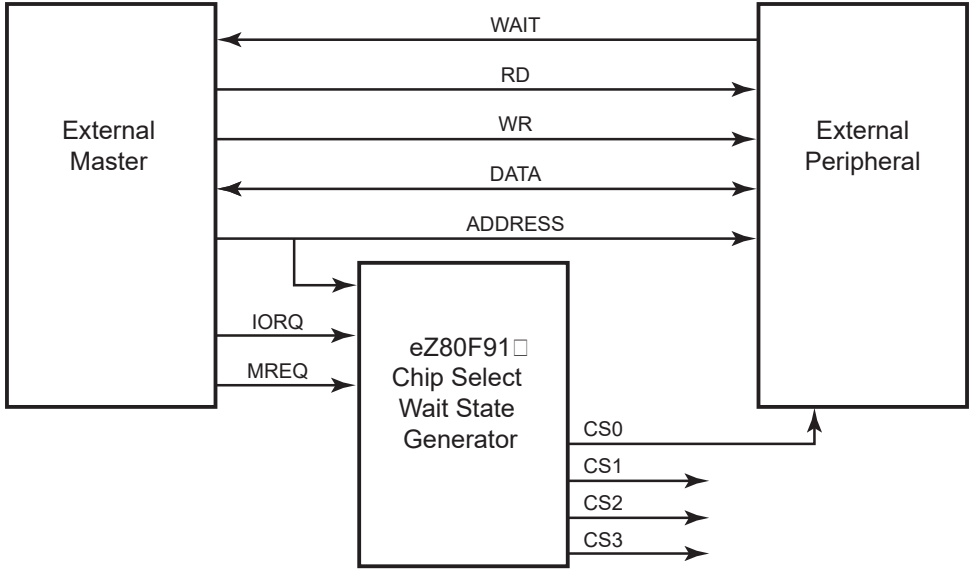 WAIT
RD
WR
DATA
ADDRESS
External
Master
External
Peripheral
IORQ
MREQ
eZ80F91□
Chip Select
Wait State
Generator
CS0
CS1
CS2
CS3